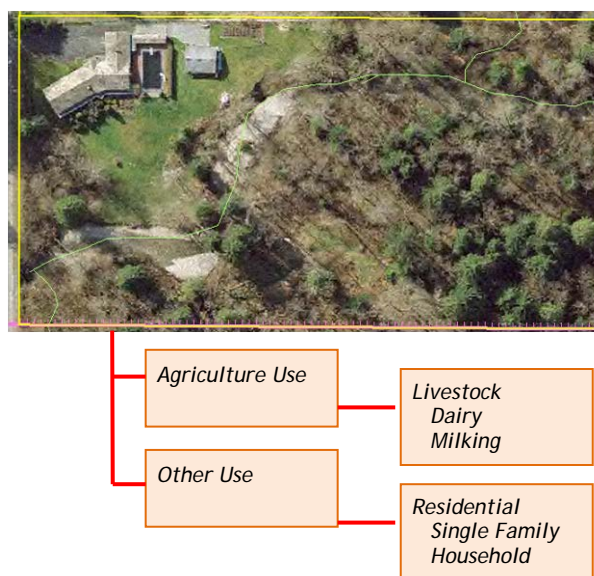 Agriculture Use
Livestock
Dairy
Milking
Other Use
Residential
Single Family
Household